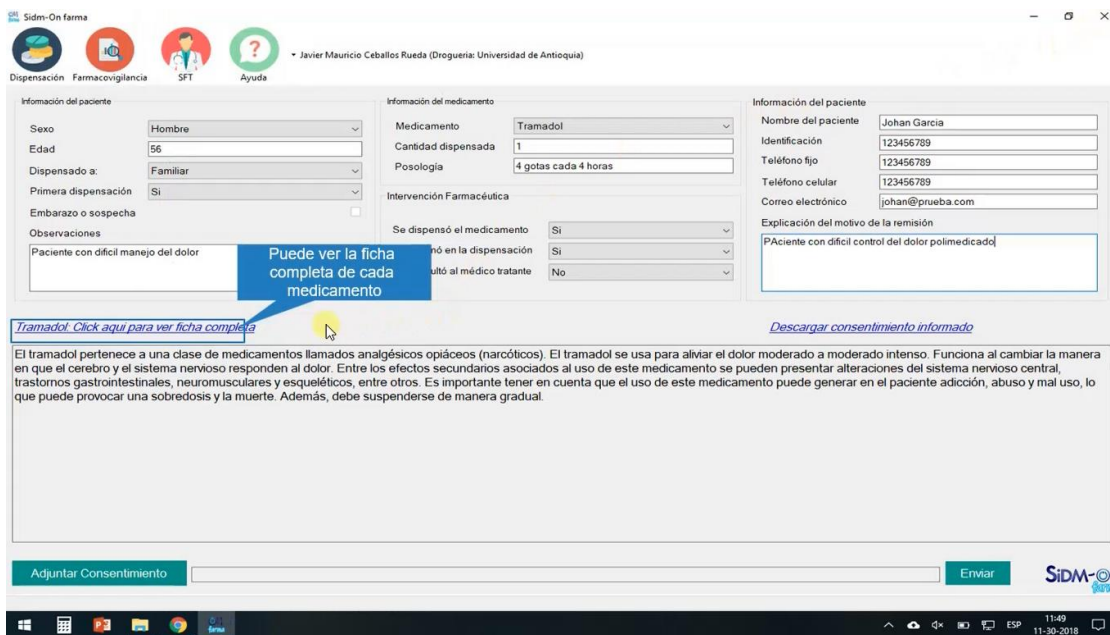 Sidm-On farma
Dispensación
Farmacovigilancia
SFT
Ayuda
Javier Mauricio Ceballos Rueda (Drogueria: Universidad de Antioquia)
Información del paciente
Sexo
Hombre
Edad
56
Dispensado a:
Familiar
Primera dispensación
Si
Embarazo o sospecha
Observaciones
Paciente con dificil manejo del dolor
Información del medicamento
Medicamento
Tramadol
Cantidad dispensada
1
Posología
4 gotas cada 4 horas
Intervención Farmacéutica
Se dispensó el medicamento
Si
en la dispensación
Si
al médico tratante
No
Información del paciente
Nombre del paciente
Johan Garcia
Identificación
123456789
Teléfono fijo
123456789
Teléfono celular
123456789
Correo electrónico
johan@prueba.com
Explicación del motivo de la remisión
PAciente con dificil control del dolor polimedicado
Puede ver la ficha
completa de cada
medicamento
Tramadol: Click aqui para ver ficha completa
Descargar consentimiento informado
El tramadol pertenece a una clase de medicamentos llamados analgésicos opiáceos (narcóticos). El tramadol se usa para aliviar el dolor moderado a moderado intenso. Funciona al cambiar la manera
en que el cerebro y el sistema nervioso responden al dolor. Entre los efectos secundarios asociados al uso de este medicamento se pueden presentar alteraciones del sistema nervioso central,
trastornos gastrointestinales, neuromusculares y esqueléticos, entre otros. Es importante tener en cuenta que el uso de este medicamento puede generar en el paciente adicción, abuso y mal uso, lo
que puede provocar una sobredosis y la muerte. Además, debe suspenderse de manera gradual.
Adjuntar Consentimiento
Enviar
SiDM-O
ESP
11:49
11-30-2018